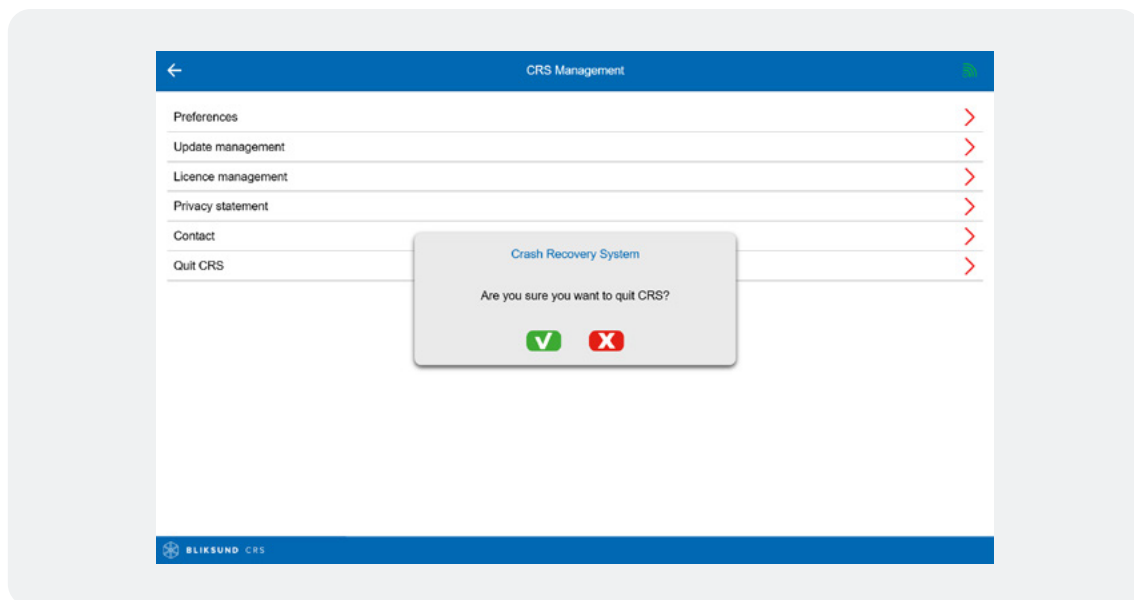 CRS Management
Preferences
Update management
Licence management
Privacy statement
Contact
Quit CRS
Crash Recovery System
Are you sure you want to quit CRS?
BLIKSUND CRS